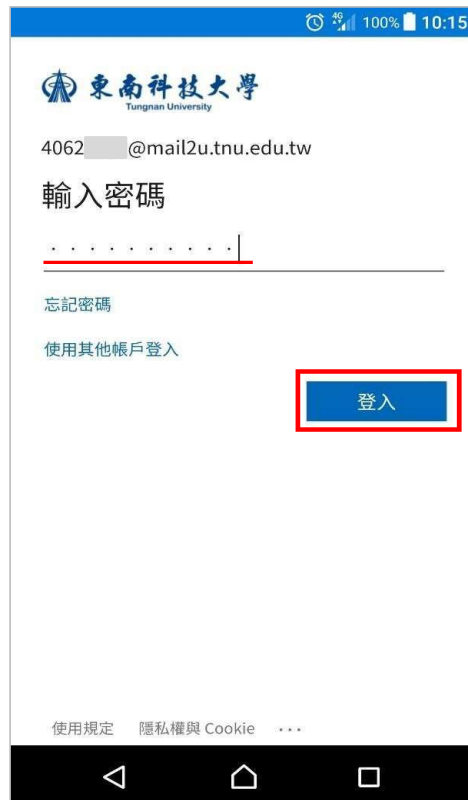 4G 100% 10:15
東南科技大學
Tungnan University
4062 @mail2u.tnu.edu.tw
輸入密碼
忘記密碼
使用其他帳戶登入
登入
使用規定 隱私權與 Cookie ...